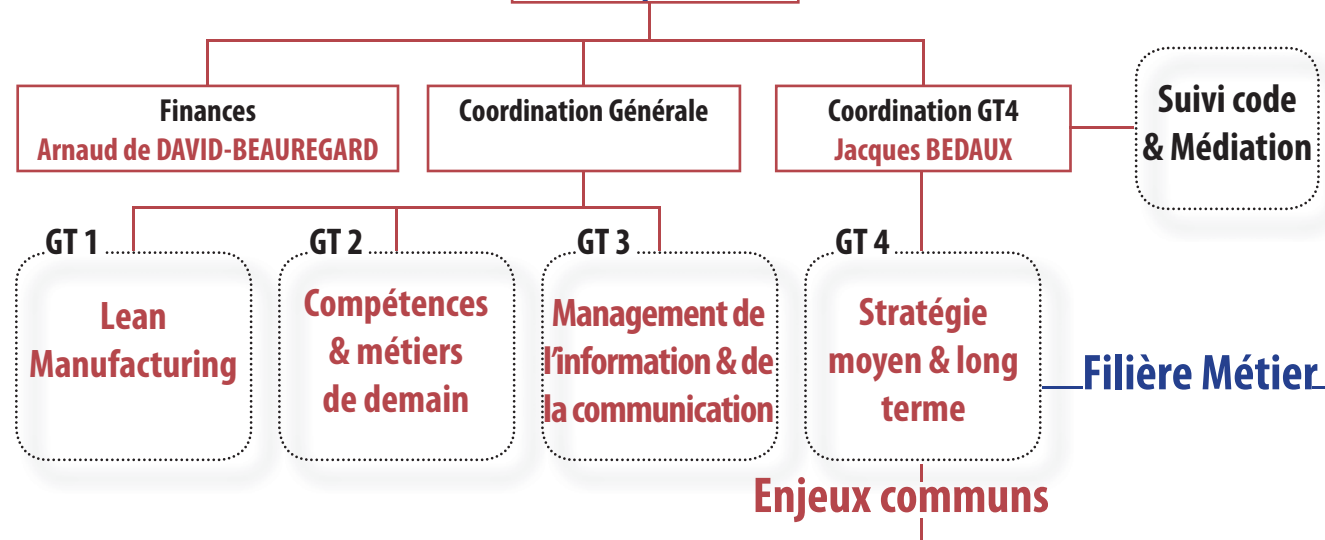 Finances
Arnaud de DAVID-BEAUREGARD
Coordination Générale
Coordination GT4
Jacques BEDAUX
Suivi code
& Médiation
GT 1
Lean
Manufacturing
GT 2
Compétences
& métiers
de demain
GT 3
Management de
l'information & de
la communication
GT 4
Stratégie
moyen & long
terme
Filière Métier
Enjeux communs